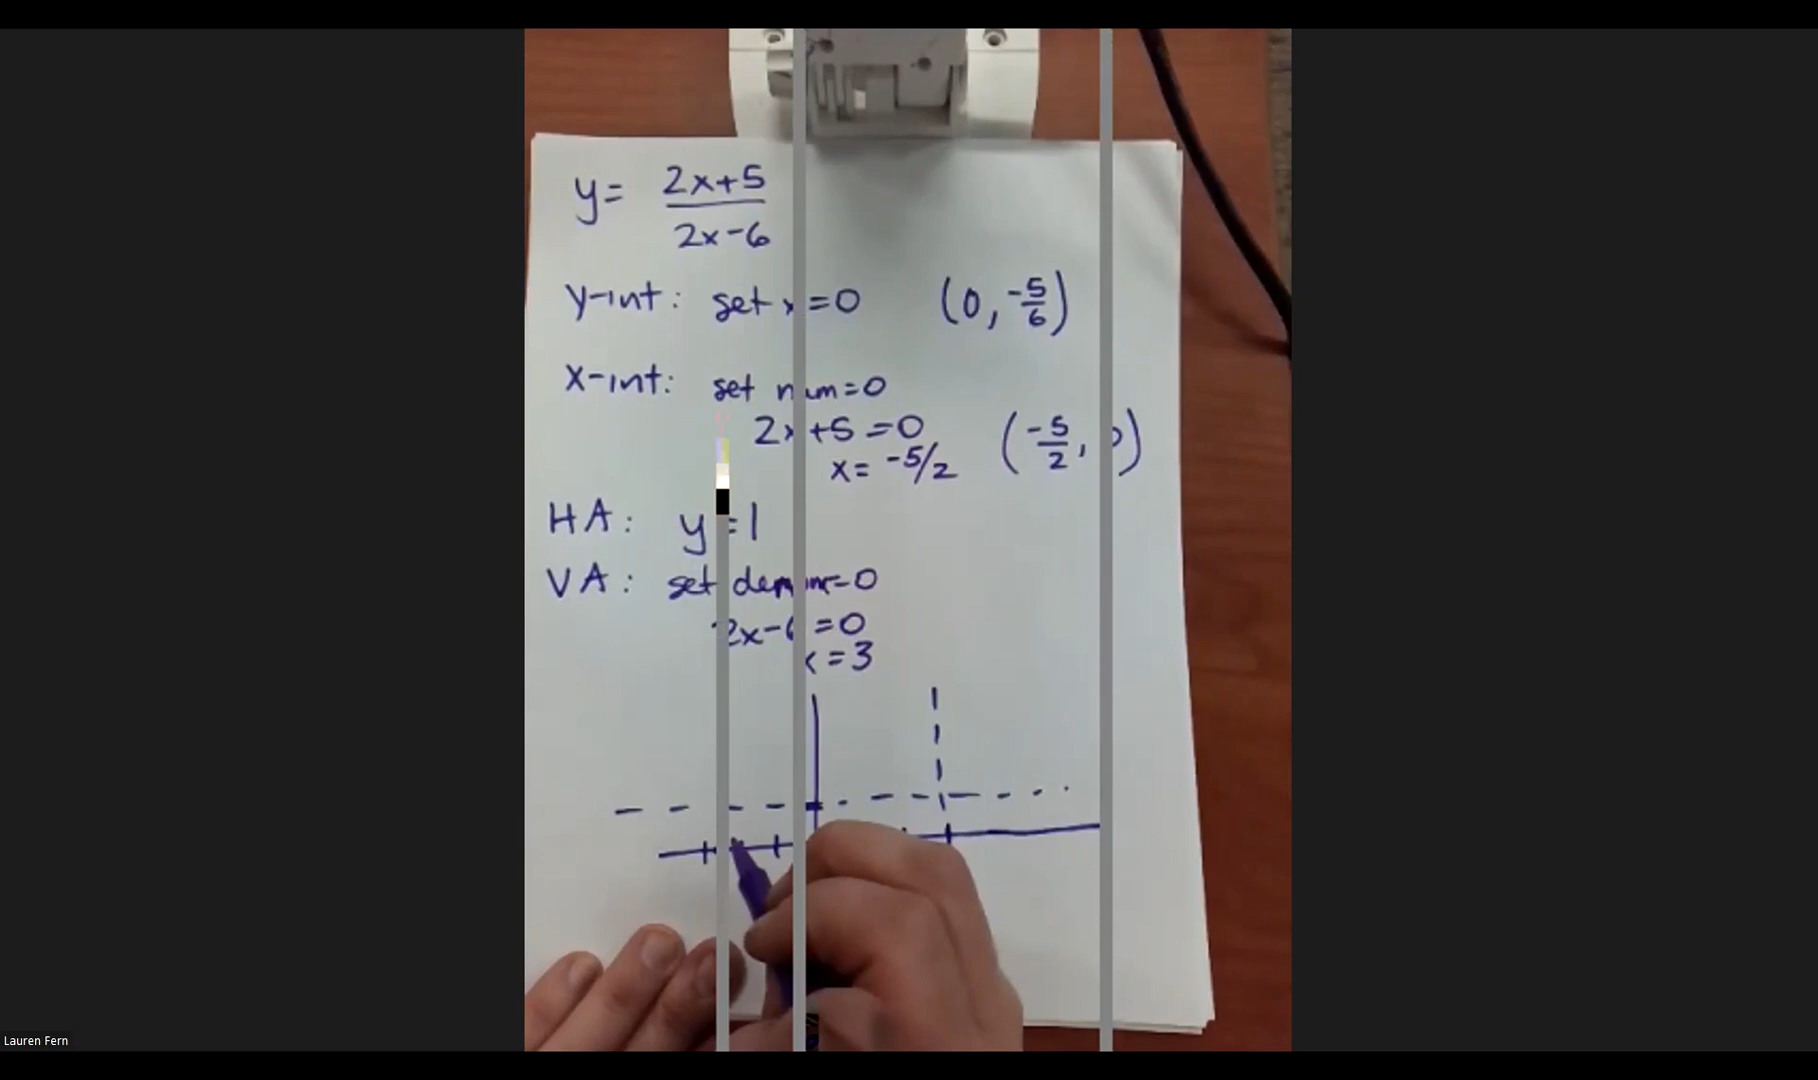 y= 2x+5
2x-6
y-int: set x=0 (0, -5/6)
x-int: set num=0
2x+5=0 (-5/2, 0)
x= -5/2
HA: y=1
VA: set denom=0
2x-6=0
x=3
Lauren Fern